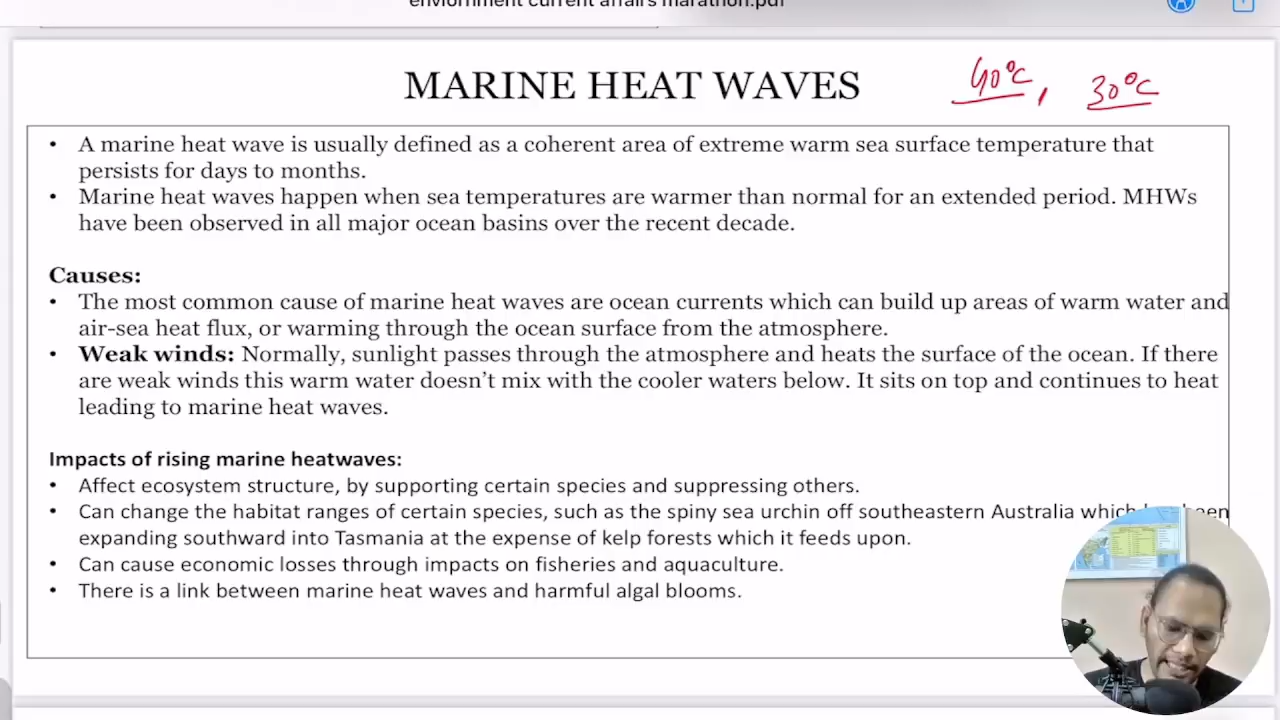 enviornment current affairs marathon.pdf
MARINE HEAT WAVES
40°C, 30°C
• A marine heat wave is usually defined as a coherent area of extreme warm sea surface temperature that
persists for days to months.
• Marine heat waves happen when sea temperatures are warmer than normal for an extended period. MHWs
have been observed in all major ocean basins over the recent decade.
Causes:
• The most common cause of marine heat waves are ocean currents which can build up areas of warm water and
air-sea heat flux, or warming through the ocean surface from the atmosphere.
• Weak winds: Normally, sunlight passes through the atmosphere and heats the surface of the ocean. If there
are weak winds this warm water doesn't mix with the cooler waters below. It sits on top and continues to heat
leading to marine heat waves.
Impacts of rising marine heatwaves:
• Affect ecosystem structure, by supporting certain species and suppressing others.
• Can change the habitat ranges of certain species, such as the spiny sea urchin off southeastern Australia which
expanding southward into Tasmania at the expense of kelp forests which it feeds upon.
• Can cause economic losses through impacts on fisheries and aquaculture.
• There is a link between marine heat waves and harmful algal blooms.